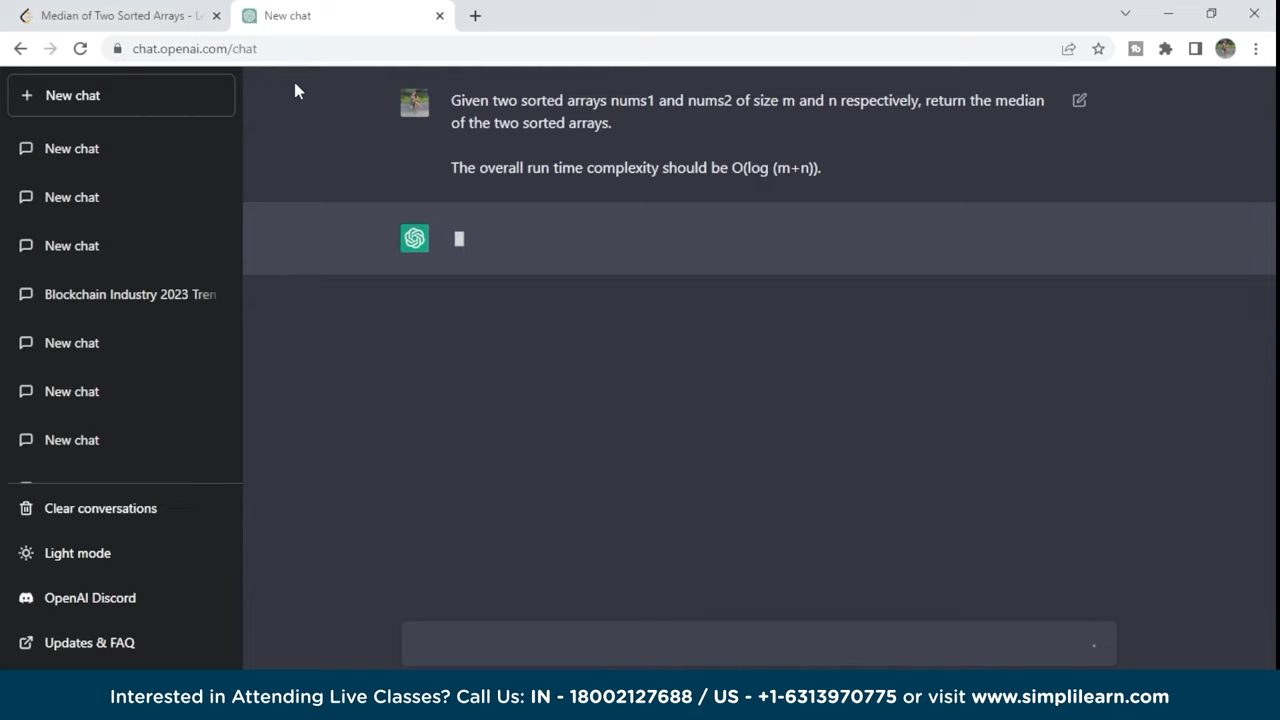 Median of Two Sorted Arrays - Le
New chat
chat.openai.com/chat
New chat
New chat
New chat
New chat
Blockchain Industry 2023 Tren
New chat
New chat
New chat
Clear conversations
Light mode
OpenAI Discord
Updates & FAQ
Given two sorted arrays nums1 and nums2 of size m and n respectively, return the median
of the two sorted arrays.
The overall run time complexity should be O(log (m+n)).
Interested in Attending Live Classes? Call Us: IN - 18002127688 / US - +1-6313970775 or visit www.simplilearn.com